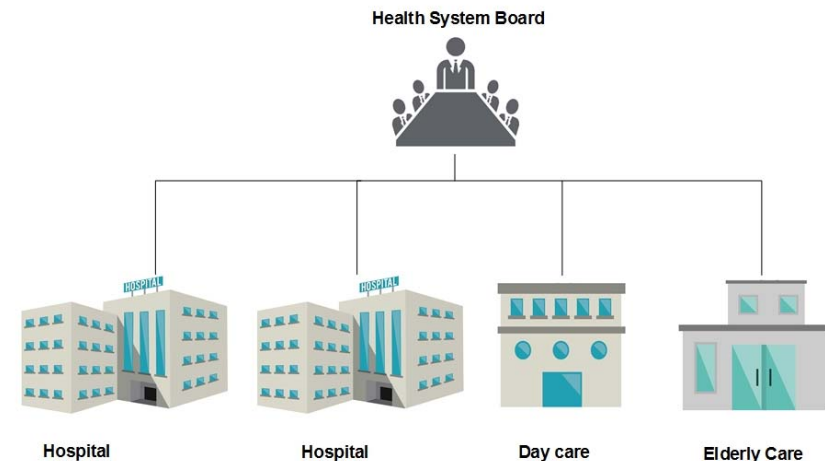 Health System Board
HOSPITAL
HOSPITAL
Hospital
Hospital
Day care
Elderly Care